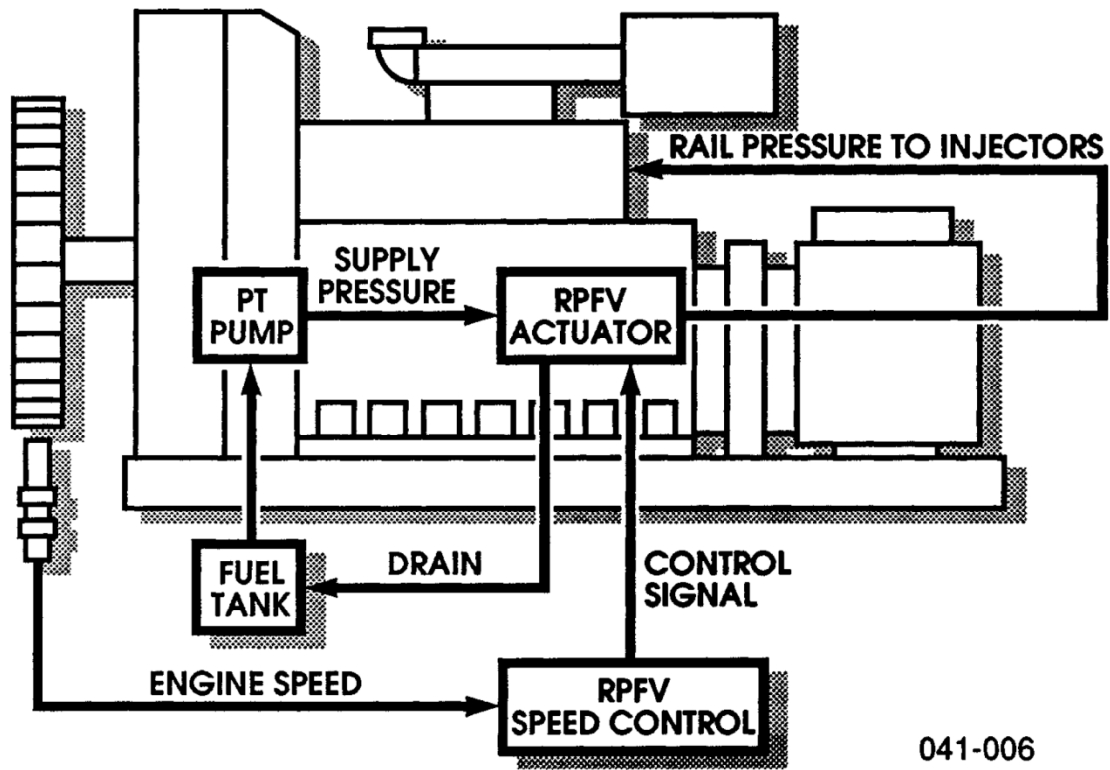 RAIL PRESSURE TO INJECTORS
SUPPLY
PRESSURE
PT
PUMP
RPFV
ACTUATOR
FUEL
TANK
DRAIN
CONTROL
SIGNAL
ENGINE SPEED
RPFV
SPEED CONTROL
041-006